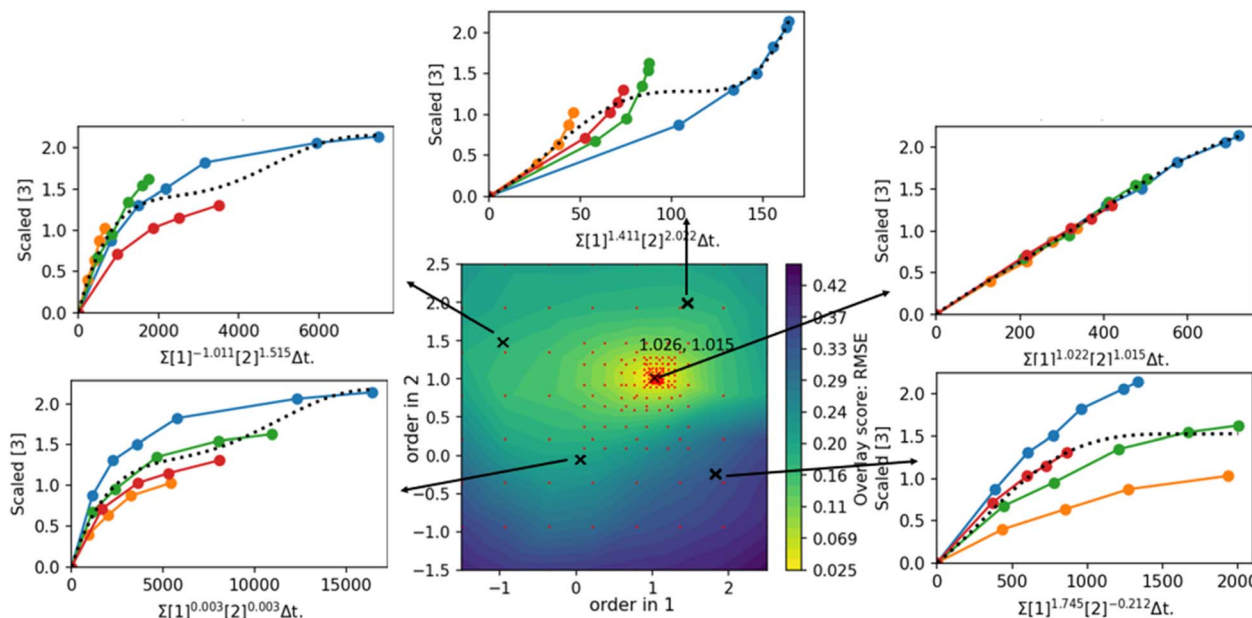 Scaled [3]
2.0
1.5
1.0
0.5
0.0
0 50 100 150
Σ[1]^1.411[2]^2.022Δt.
Scaled [3]
2.0
1.5
1.0
0.5
0.0
0 2000 4000 6000
Σ[1]^-1.011[2]^1.515Δt.
Scaled [3]
2.0
1.5
1.0
0.5
0.0
0 200 400 600
Σ[1]^1.022[2]^1.015Δt.
order in 2
2.5
2.0
1.5
1.0
0.5
0.0
−0.5
−1.0
−1.5
1.026, 1.015
−1 0 1 2
order in 1
0.42
0.37
0.33
0.29
0.24
0.20
0.16
0.11
0.069
0.025
Overlay score: RMSE
Scaled [3]
2.0
1.5
1.0
0.5
0.0
0 5000 10000 15000
Σ[1]^0.003[2]^0.003Δt.
Scaled [3]
2.0
1.5
1.0
0.5
0.0
0 500 1000 1500 2000
Σ[1]^1.745[2]^-0.212Δt.